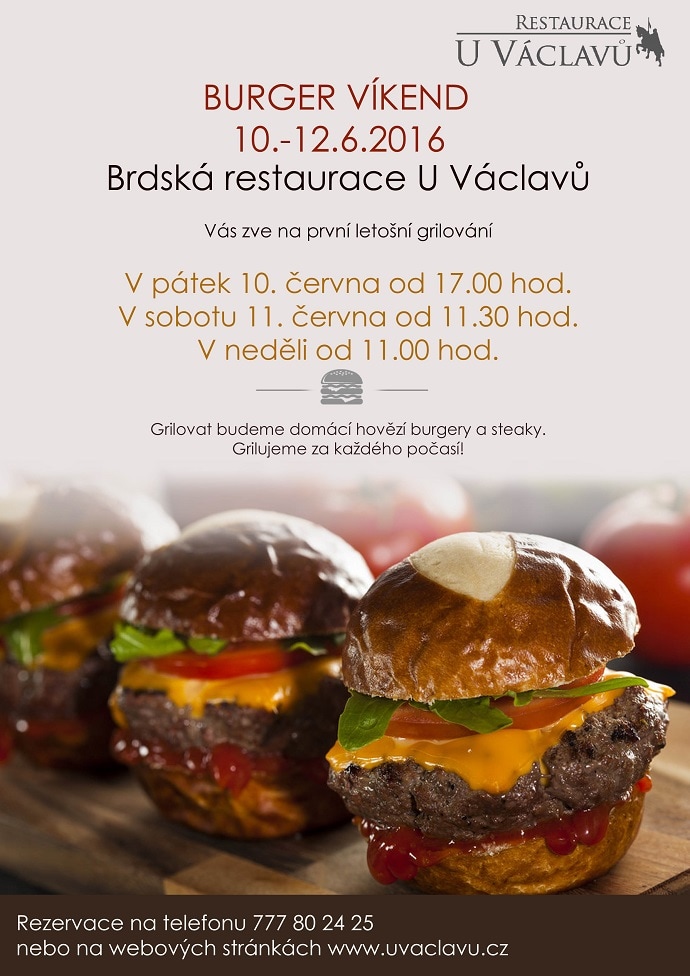 RESTAURACE
U VÁCLAVŮ
BURGER VÍKEND
10.-12.6.2016
Brdská restaurace U Václavů
Vás zve na první letošní grilování
V pátek 10. června od 17.00 hod.
V sobotu 11. června od 11.30 hod.
V neděli od 11.00 hod.
Grilovat budeme domácí hovězí burgery a steaky.
Grilujeme za každého počasí!
Rezervace na telefonu 777 80 24 25
nebo na webových stránkách www.uvaclavu.cz